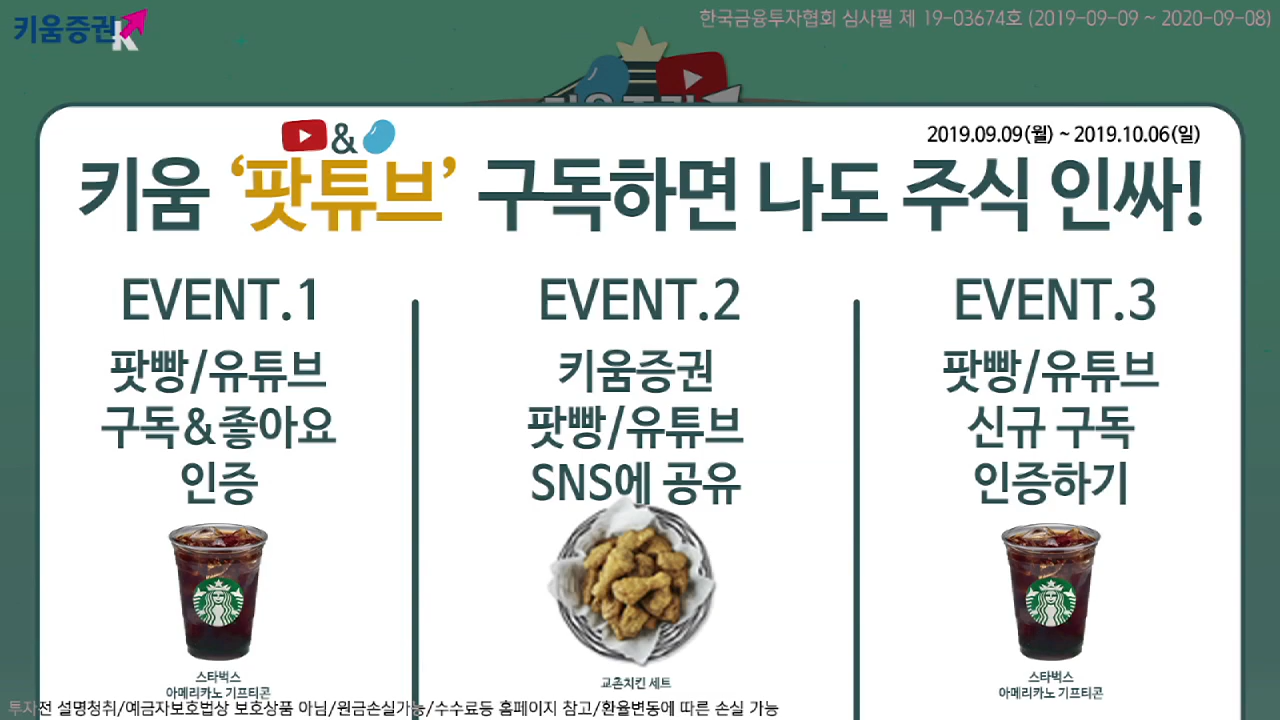 키움증권
한국금융투자협회 심사필 제 19-03674호 (2019-09-09 ~ 2020-09-08)
2019.09.09(월) ~ 2019.10.06(일)
&
키움 ‘팟튜브’ 구독하면 나도 주식 인싸!
EVENT.1
팟빵/유튜브
구독&좋아요
인증
스타벅스
아메리카노 기프티콘
EVENT.2
키움증권
팟빵/유튜브
SNS에 공유
교촌치킨 세트
EVENT.3
팟빵/유튜브
신규 구독
인증하기
스타벅스
아메리카노 기프티콘
투자전 설명청취/예금자보호법상 보호상품 아님/원금손실가능/수수료등 홈페이지 참고/환율변동에 따른 손실 가능